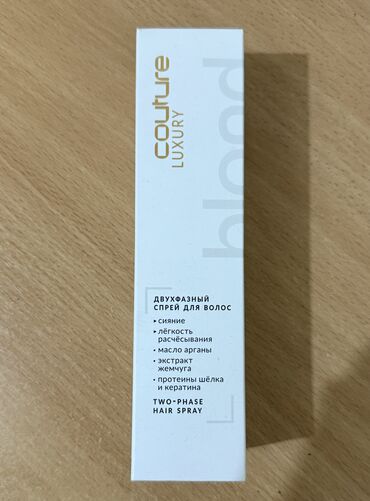 couture
LUXURY
blond
ДВУХФАЗНЫЙ
СПРЕЙ ДЛЯ ВОЛОС
▸ сияние
▸ лёгкость
расчёсывания
• масло арганы
• экстракт
жемчуга
• протеины шёлка
и кератина
TWO-PHASE
HAIR SPRAY